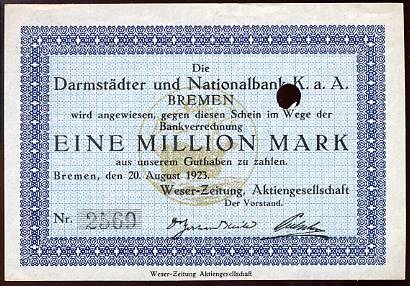 Die
Darmstädter und Nationalbank K. a. A.
BREMEN
wird angewiesen, gegen diesen Schein im Wege der
Bankverrechnung
EINE MILLION MARK
aus unserem Guthaben zu zahlen.
Bremen, den 20. August 1923.
Weser-Zeitung, Aktiengesellschaft
Der Vorstand.
Nr. 2569
Weser-Zeitung Aktiengesellschaft